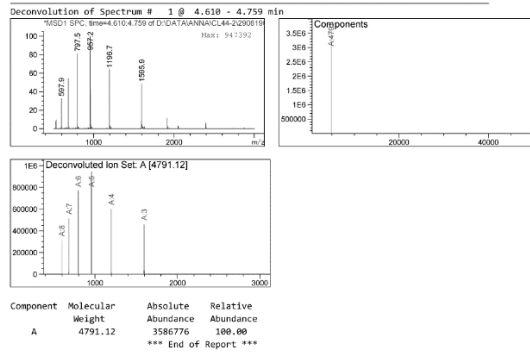 Deconvolution of Spectrum # 1 @ 4.610 - 4.759 min
*MSD1 SPC, time=4.610:4.759 of D:\DATA\ANNA\CL44-2\2908190
Max: 947392
100
80
60
40
20
0
597.9
797.5
957.2
1196.7
1595.9
1000
2000
m/z
Components
3.5E6
3E6
2.5E6
2E6
1.5E6
1E6
500000
A:479
20000
40000
Deconvoluted Ion Set: A [4791.12]
1E6
800000
600000
400000
200000
0
A:8
A:7
A:6
A:5
A:4
A:3
1000
2000
3000
Component Molecular Absolute Relative
Weight Abundance Abundance
A 4791.12 3586776 100.00
*** End of Report ***